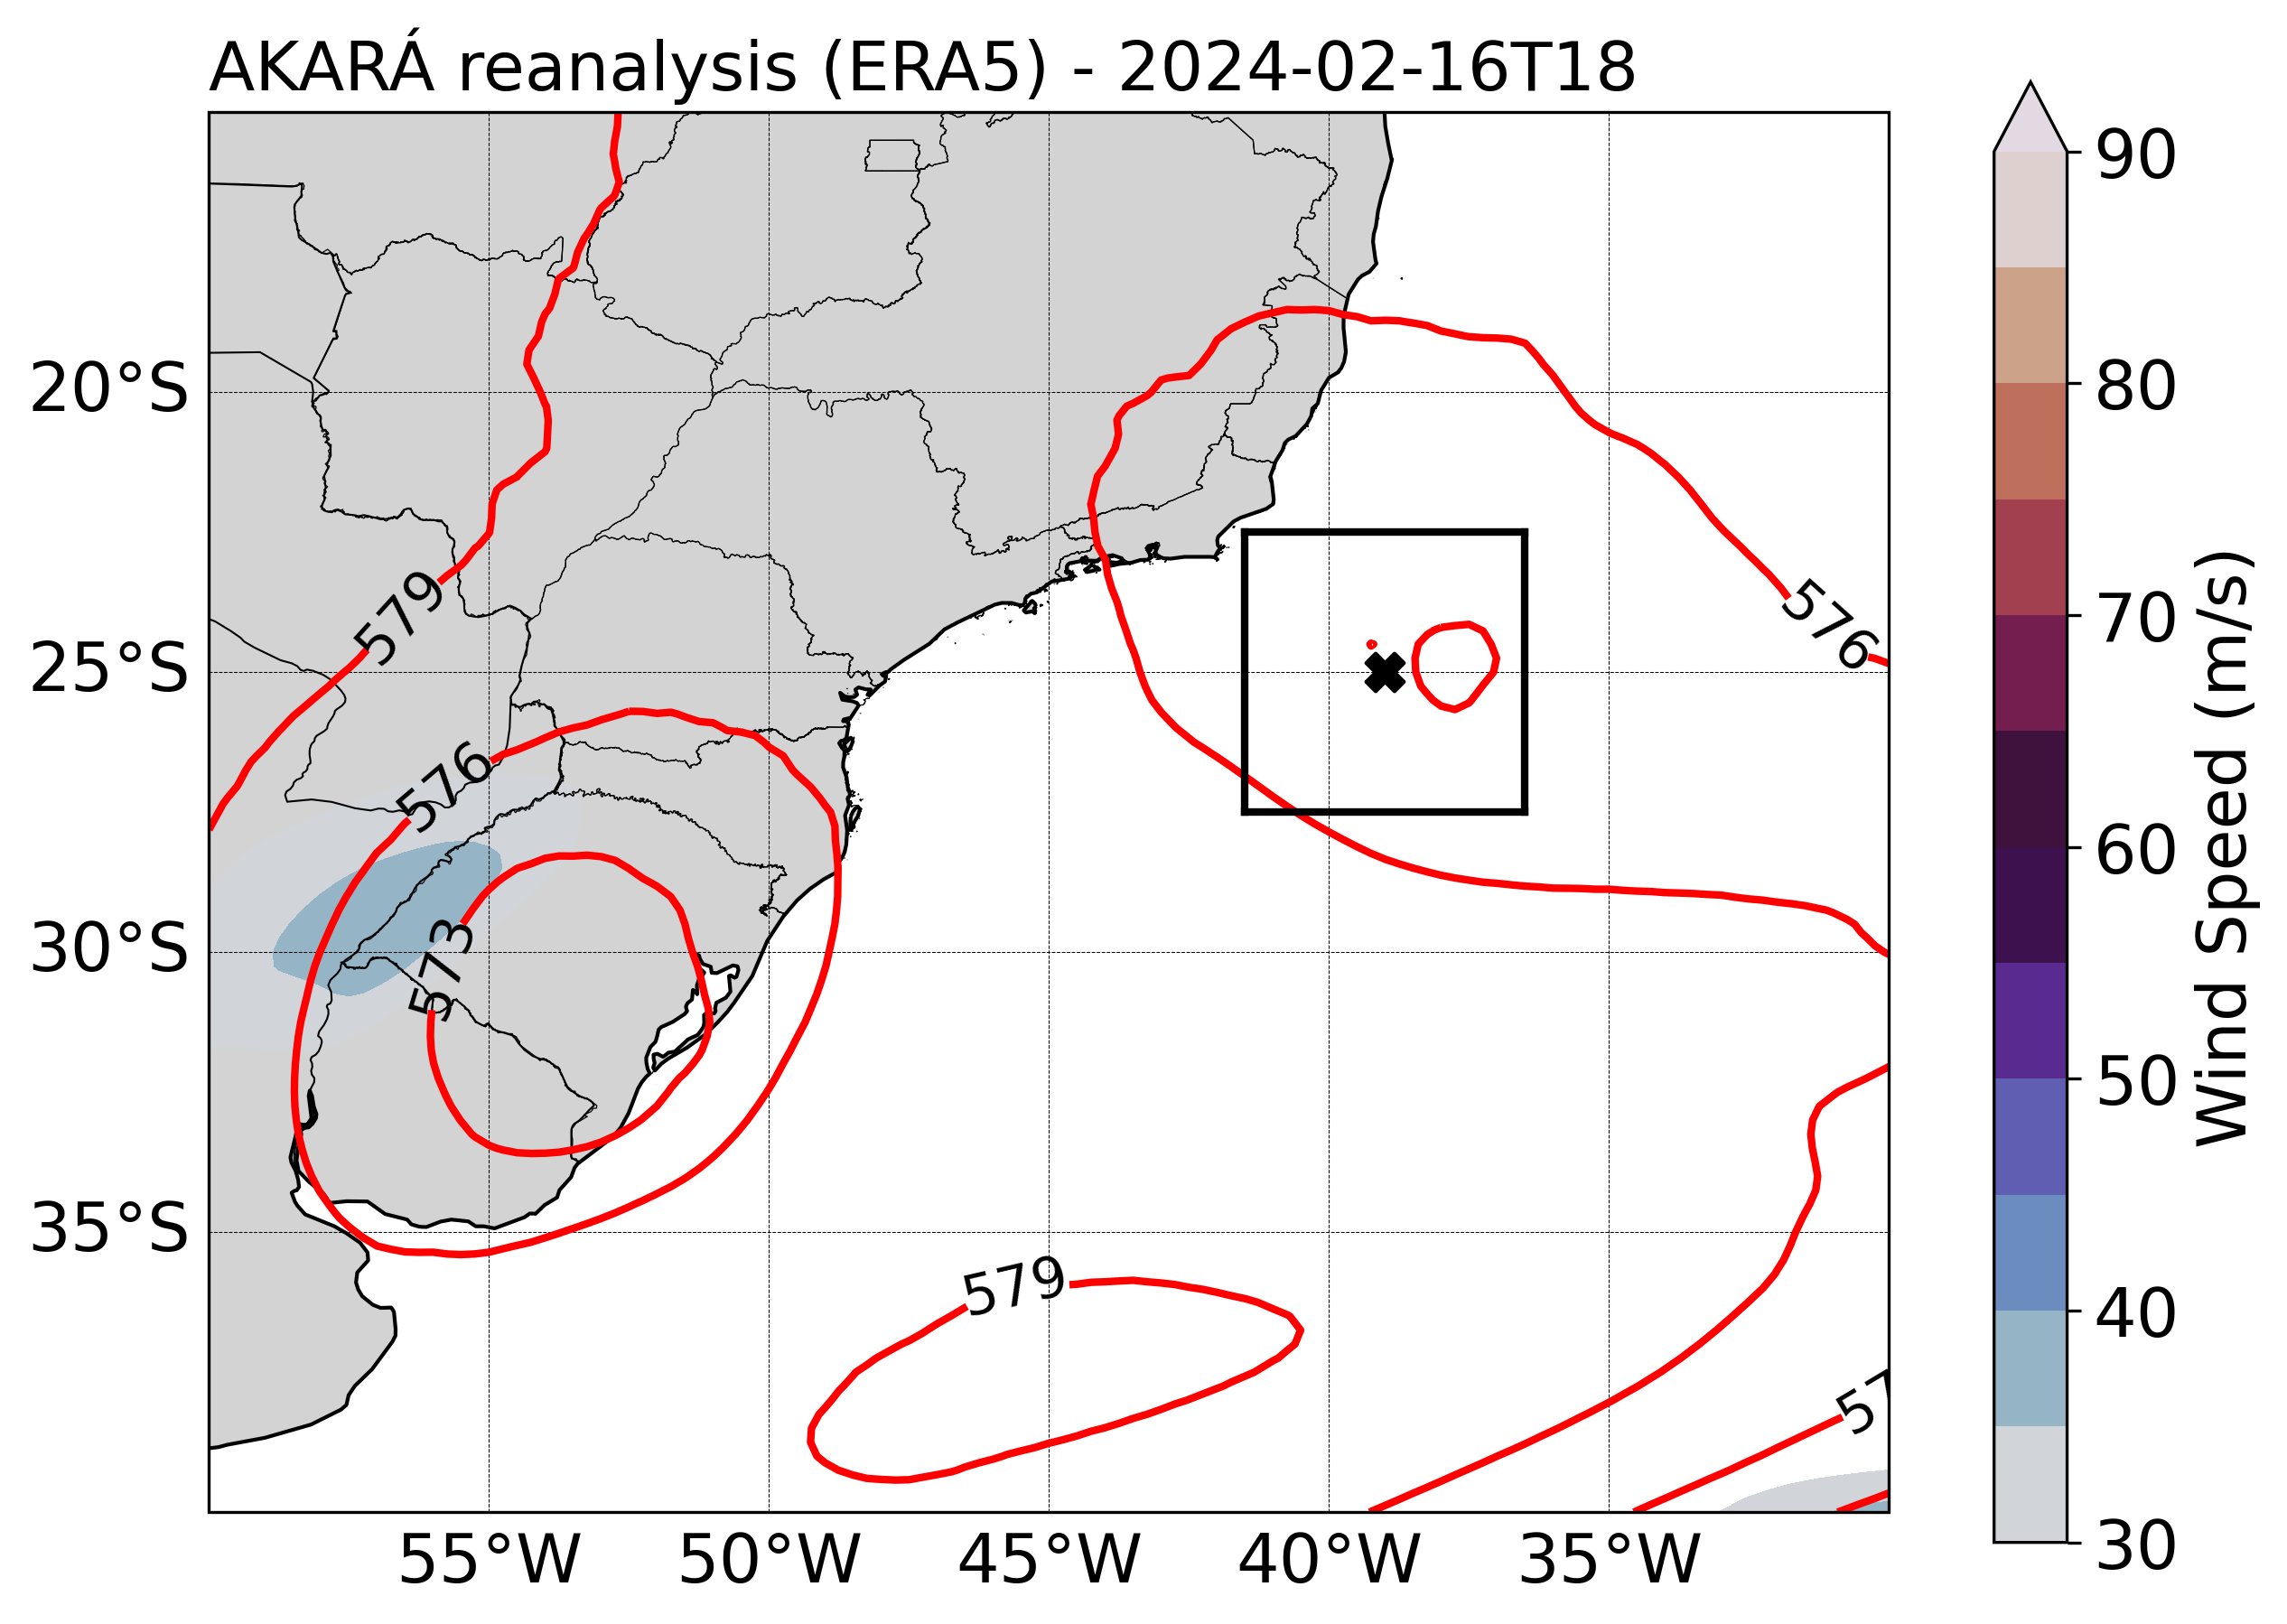 AKARÁ reanalysis (ERA5) - 2024-02-16T18
20°S
25°S
30°S
35°S
55°W
50°W
45°W
40°W
35°W
579
576
573
576
579
57
90
80
70
60
50
40
30
Wind Speed (m/s)